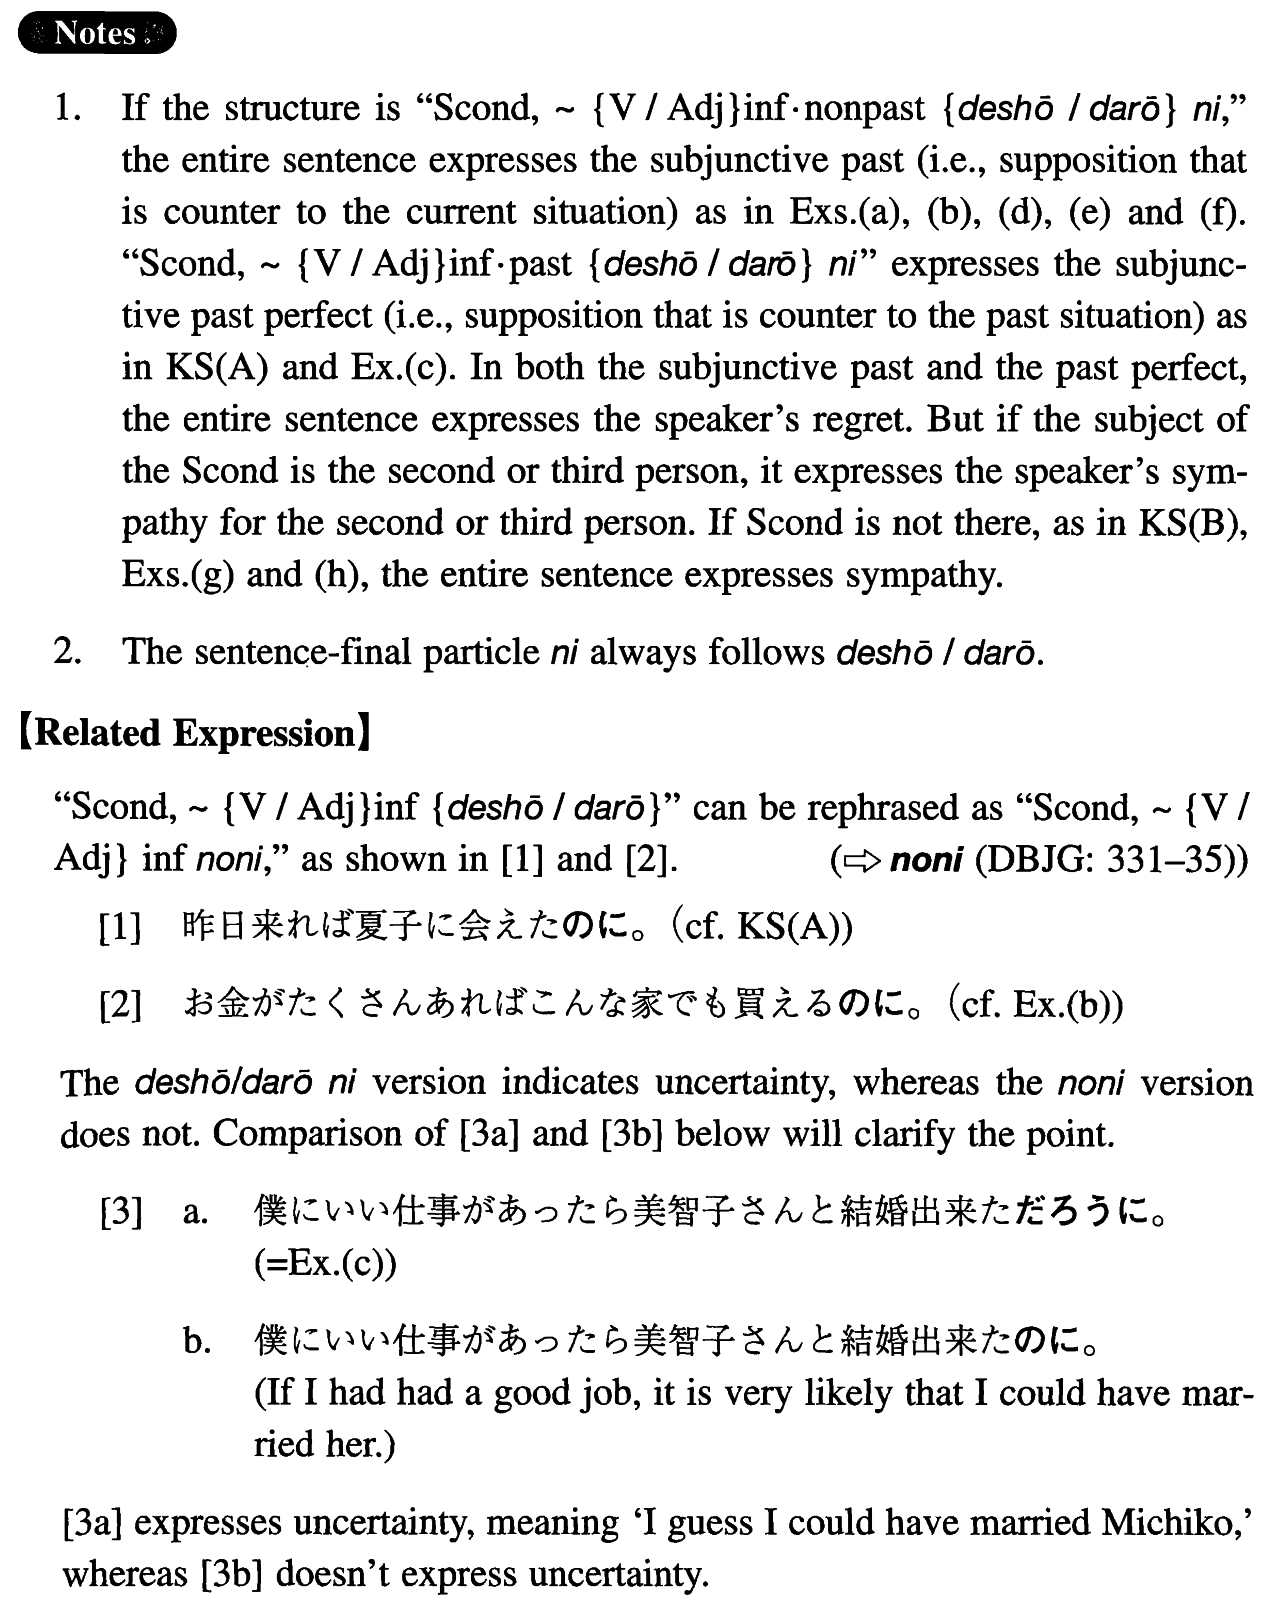 Notes
1. If the structure is “Scond, ~ {V / Adj}inf·nonpast {deshō / darō} ni,”
the entire sentence expresses the subjunctive past (i.e., supposition that
is counter to the current situation) as in Exs.(a), (b), (d), (e) and (f).
“Scond, ~ {V / Adj}inf·past {deshō / darō} ni” expresses the subjunc-
tive past perfect (i.e., supposition that is counter to the past situation) as
in KS(A) and Ex.(c). In both the subjunctive past and the past perfect,
the entire sentence expresses the speaker’s regret. But if the subject of
the Scond is the second or third person, it expresses the speaker’s sym-
pathy for the second or third person. If Scond is not there, as in KS(B),
Exs.(g) and (h), the entire sentence expresses sympathy.
2. The sentence-final particle ni always follows deshō / darō.
【Related Expression】
“Scond, ~ {V / Adj}inf {deshō / darō}” can be rephrased as “Scond, ~ {V /
Adj} inf noni,” as shown in [1] and [2]. (⇨ noni (DBJG: 331–35))
[1] 昨日来れば夏子に会えたのに。(cf. KS(A))
[2] お金がたくさんあればこんな家でも買えるのに。(cf. Ex.(b))
The deshō/darō ni version indicates uncertainty, whereas the noni version
does not. Comparison of [3a] and [3b] below will clarify the point.
[3] a. 僕にいい仕事があったら美智子さんと結婚出来ただろうに。
(=Ex.(c))
b. 僕にいい仕事があったら美智子さんと結婚出来たのに。
(If I had had a good job, it is very likely that I could have mar-
ried her.)
[3a] expresses uncertainty, meaning ‘I guess I could have married Michiko,’
whereas [3b] doesn’t express uncertainty.